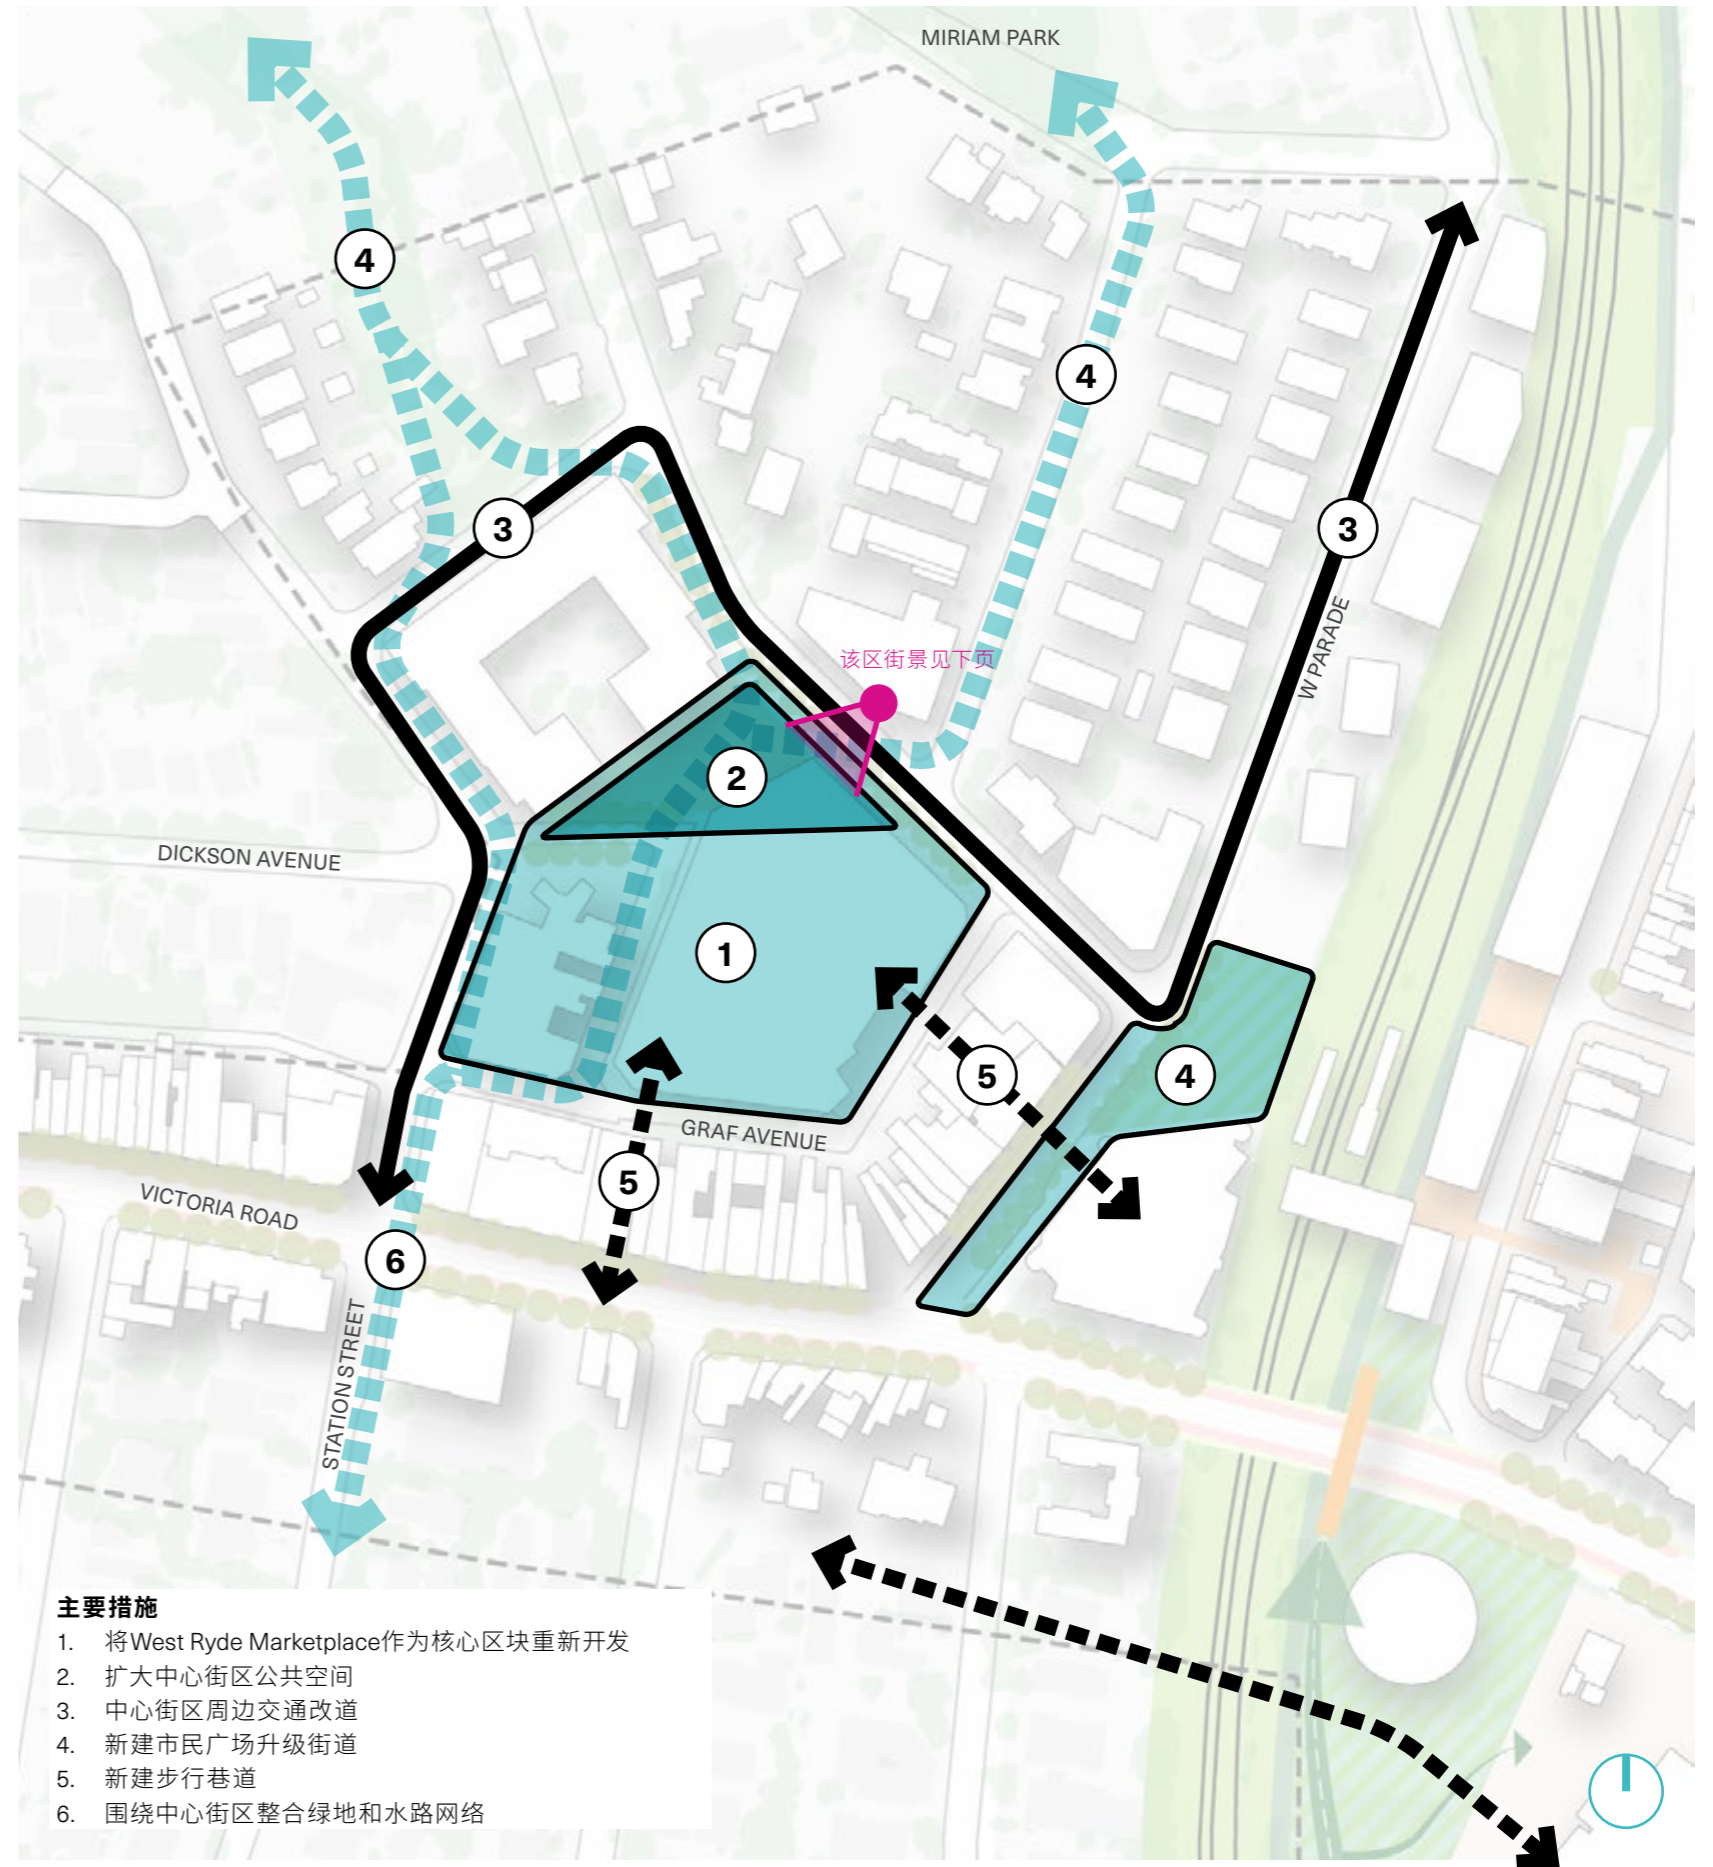 MIRIAM PARK
4
4
3
3
W PARADE
该区街景见下页
2
DICKSON AVENUE
1
5
4
GRAF AVENUE
5
VICTORIA ROAD
6
STATION STREET
主要措施
1. 将West Ryde Marketplace作为核心区块重新开发
2. 扩大中心街区公共空间
3. 中心街区周边交通改道
4. 新建市民广场升级街道
5. 新建步行巷道
6. 围绕中心街区整合绿地和水路网络